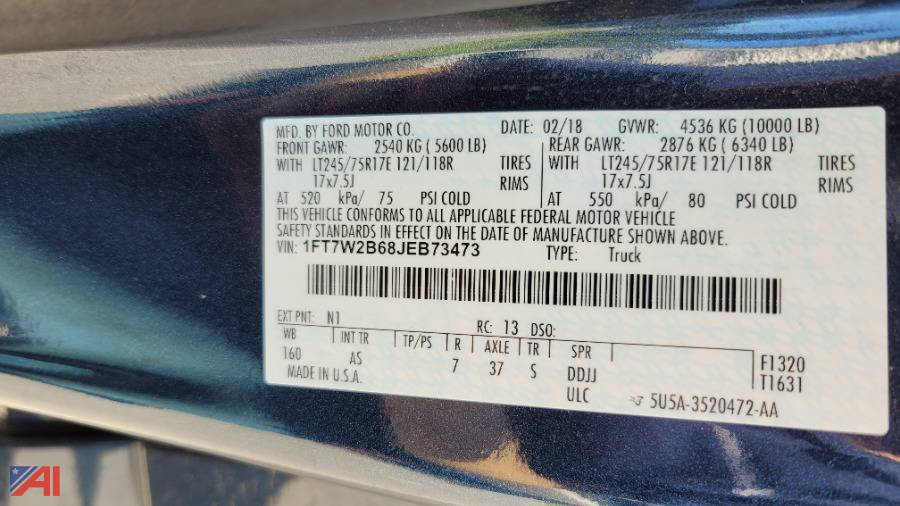 MFD. BY FORD MOTOR CO. DATE: 02/18 GVWR: 4536 KG (10000 LB)
FRONT GAWR: 2540 KG ( 5600 LB) REAR GAWR: 2876 KG ( 6340 LB)
WITH LT245/75R17E 121/118R TIRES WITH LT245/75R17E 121/118R TIRES
17x7.5J RIMS 17x7.5J RIMS
AT 520 kPa/ 75 PSI COLD AT 550 kPa/ 80 PSI COLD
THIS VEHICLE CONFORMS TO ALL APPLICABLE FEDERAL MOTOR VEHICLE
SAFETY STANDARDS IN EFFECT ON THE DATE OF MANUFACTURE SHOWN ABOVE.
VIN: 1FT7W2B68JEB73473 TYPE: Truck
EXT PNT: N1 RC: 13 DSO:
WB INT TR TP/PS R AXLE TR SPR F1320
160 AS 7 37 S DDJJ T1631
MADE IN U.S.A. ULC 5U5A-3520472-AA
AI